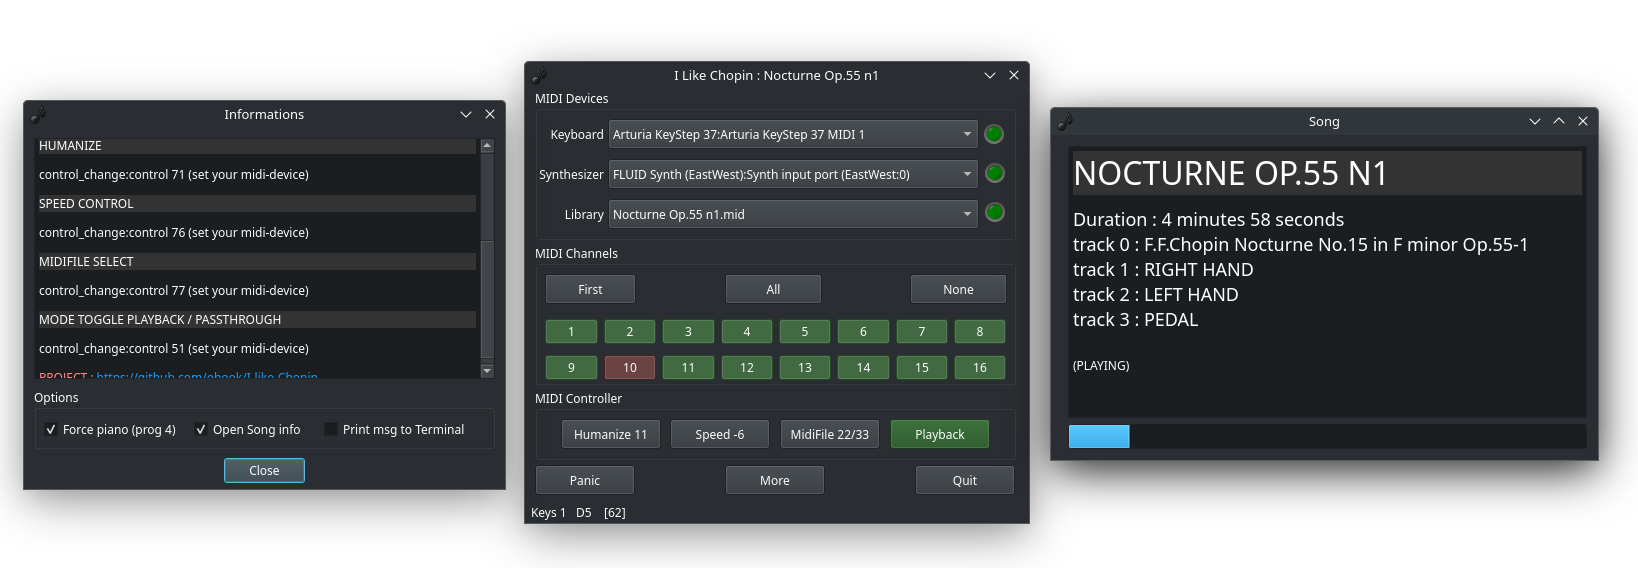 Informations
HUMANIZE
control_change:control 71 (set your midi-device)
SPEED CONTROL
control_change:control 76 (set your midi-device)
MIDIFILE SELECT
control_change:control 77 (set your midi-device)
MODE TOGGLE PLAYBACK / PASSTHROUGH
control_change:control 51 (set your midi-device)
PROJECT : https://github.com/ebook/I-like-Chopin
Options
Force piano (prog 4) Open Song info Print msg to Terminal
Close
I Like Chopin : Nocturne Op.55 n1
MIDI Devices
Keyboard Arturia KeyStep 37:Arturia KeyStep 37 MIDI 1
Synthesizer FLUID Synth (EastWest):Synth input port (EastWest:0)
Library Nocturne Op.55 n1.mid
MIDI Channels
First All None
1 2 3 4 5 6 7 8
9 10 11 12 13 14 15 16
MIDI Controller
Humanize 11 Speed -6 MidiFile 22/33 Playback
Panic More Quit
Keys 1 D5 [62]
Song
NOCTURNE OP.55 N1
Duration : 4 minutes 58 seconds
track 0 : F.F.Chopin Nocturne No.15 in F minor Op.55-1
track 1 : RIGHT HAND
track 2 : LEFT HAND
track 3 : PEDAL
(PLAYING)